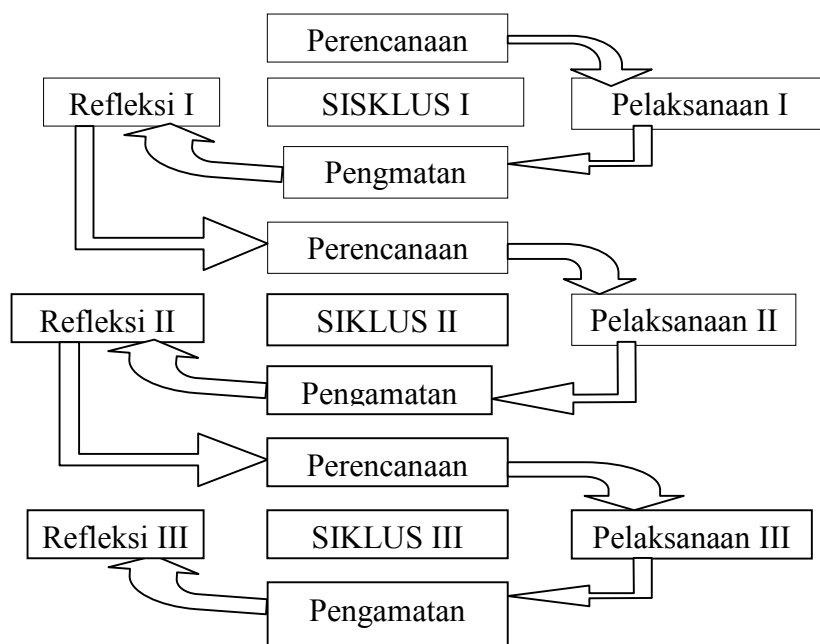 Perencanaan
Refleksi I
SISKLUS I
Pelaksanaan I
Pengmatan
Perencanaan
Refleksi II
SIKLUS II
Pelaksanaan II
Pengamatan
Perencanaan
Refleksi III
SIKLUS III
Pelaksanaan III
Pengamatan